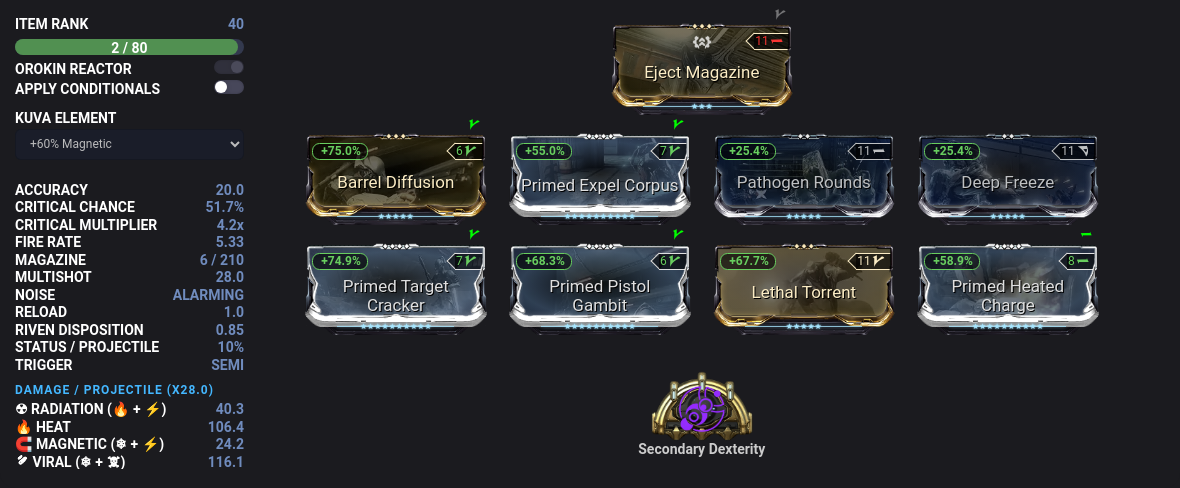 ITEM RANK 40
2 / 80
OROKIN REACTOR
APPLY CONDITIONALS
KUVA ELEMENT
+60% Magnetic
ACCURACY 20.0
CRITICAL CHANCE 51.7%
CRITICAL MULTIPLIER 4.2x
FIRE RATE 5.33
MAGAZINE 6 / 210
MULTISHOT 28.0
NOISE ALARMING
RELOAD 1.0
RIVEN DISPOSITION 0.85
STATUS / PROJECTILE 10%
TRIGGER SEMI
DAMAGE / PROJECTILE (X28.0)
☢ RADIATION (🔥 + ⚡) 40.3
🔥 HEAT 106.4
🧲 MAGNETIC (❄ + ⚡) 24.2
🦠 VIRAL (❄ + ☠) 116.1
11
Eject Magazine
+75.0% 6
Barrel Diffusion
+55.0% 7
Primed Expel Corpus
+25.4% 11
Pathogen Rounds
+25.4% 11
Deep Freeze
+74.9% 7
Primed Target
Cracker
+68.3% 6
Primed Pistol
Gambit
+67.7% 11
Lethal Torrent
+58.9% 8
Primed Heated
Charge
Secondary Dexterity